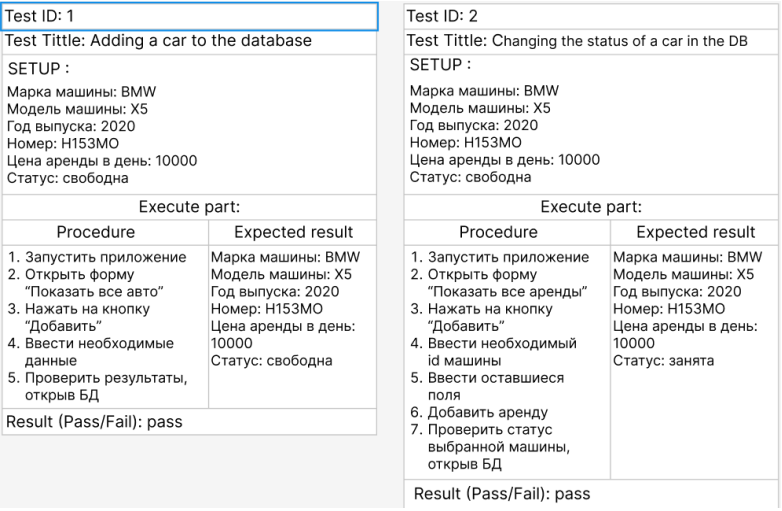 Test ID: 1
Test Tittle: Adding a car to the database
SETUP :
Марка машины: BMW
Модель машины: X5
Год выпуска: 2020
Номер: Н153МО
Цена аренды в день: 10000
Статус: свободна
Execute part:
Procedure
1. Запустить приложение
2. Открыть форму
“Показать все авто”
3. Нажать на кнопку
“Добавить”
4. Ввести необходимые
данные
5. Проверить результаты,
открыв БД
Expected result
Марка машины: BMW
Модель машины: X5
Год выпуска: 2020
Номер: Н153МО
Цена аренды в день:
10000
Статус: свободна
Result (Pass/Fail): pass
Test ID: 2
Test Tittle: Changing the status of a car in the DB
SETUP :
Марка машины: BMW
Модель машины: X5
Год выпуска: 2020
Номер: Н153МО
Цена аренды в день: 10000
Статус: свободна
Execute part:
Procedure
1. Запустить приложение
2. Открыть форму
“Показать все аренды”
3. Нажать на кнопку
“Добавить”
4. Ввести необходимый
id машины
5. Ввести оставшиеся
поля
6. Добавить аренду
7. Проверить статус
выбранной машины,
открыв БД
Expected result
Марка машины: BMW
Модель машины: X5
Год выпуска: 2020
Номер: Н153МО
Цена аренды в день:
10000
Статус: занята
Result (Pass/Fail): pass